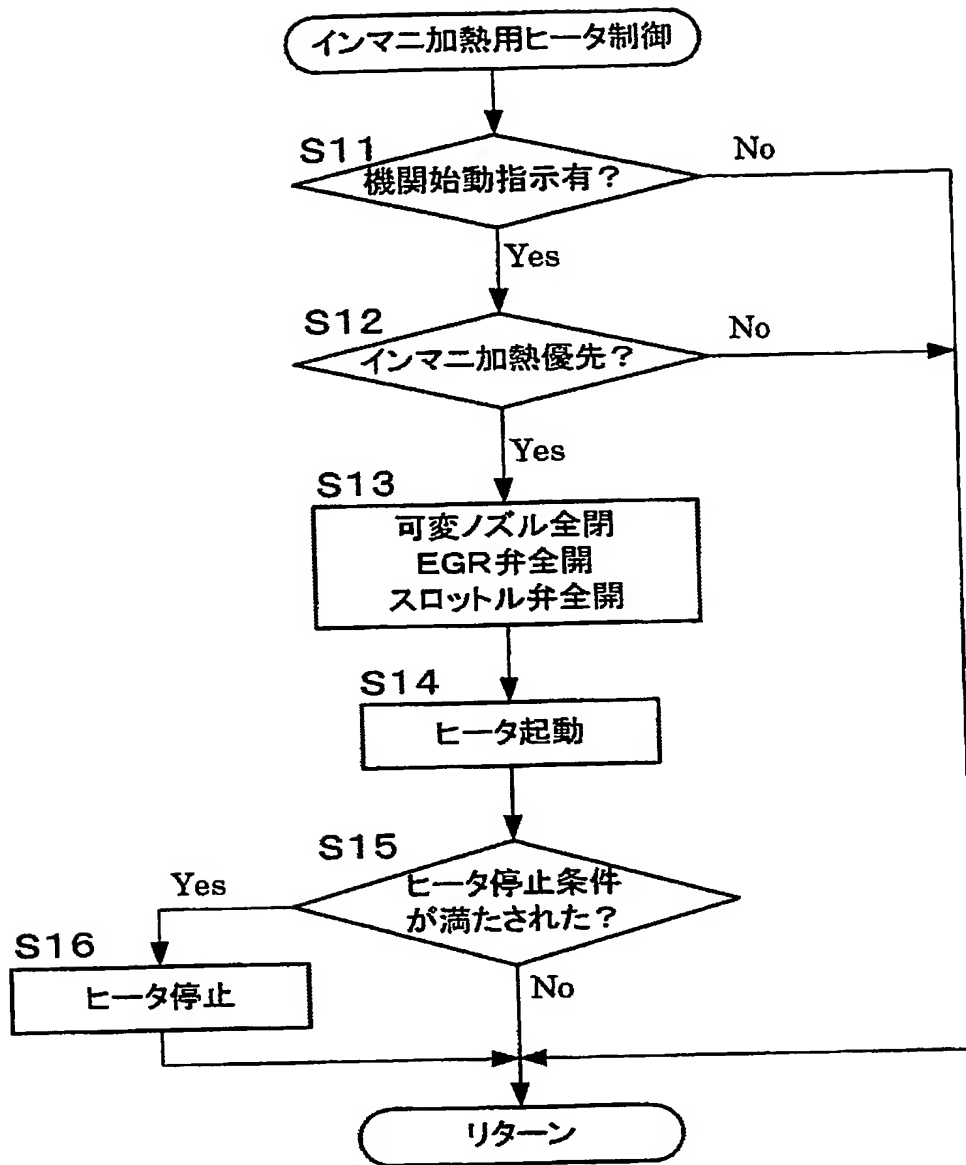 インマニ加熱用ヒータ制御
S11
機関始動指示有？
No
Yes
S12
インマニ加熱優先？
No
Yes
S13
可変ノズル全閉
EGR弁全開
スロットル弁全開
S14
ヒータ起動
S15
ヒータ停止条件
が満たされた？
Yes
No
S16
ヒータ停止
リターン